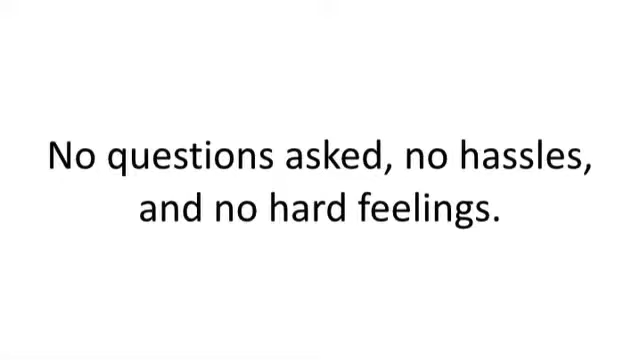 No questions asked, no hassles,
and no hard feelings.